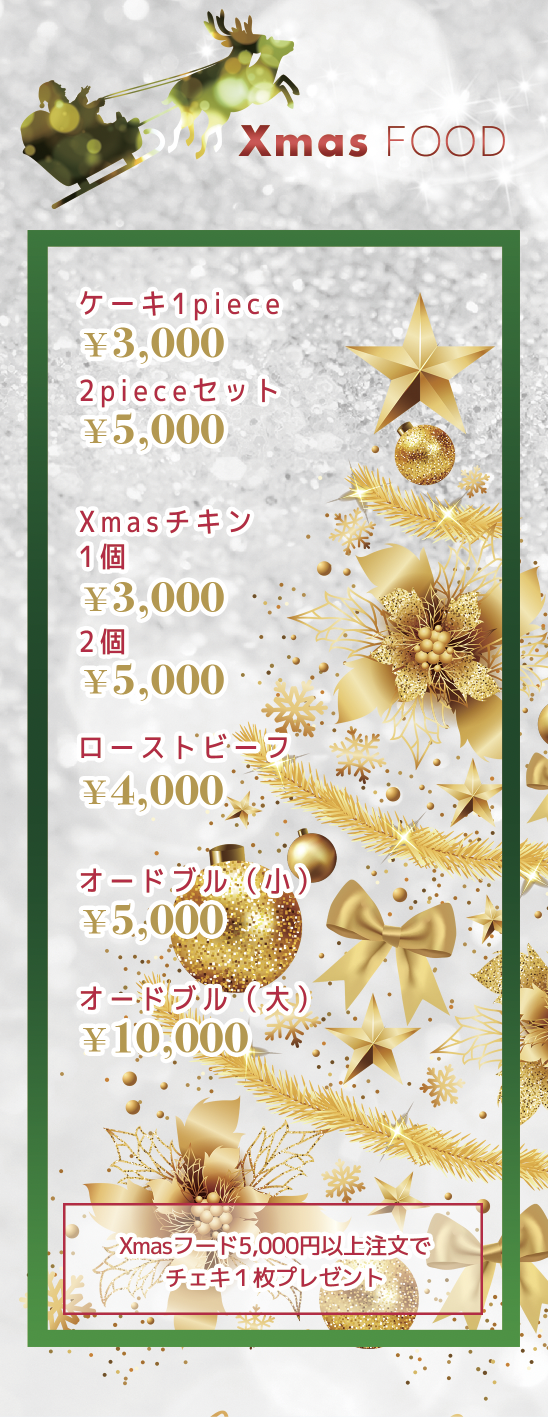 Xmas FOOD
ケーキ1piece
¥3,000
2pieceセット
¥5,000
Xmasチキン
1個
¥3,000
2個
¥5,000
ローストビーフ
¥4,000
オードブル（小）
¥5,000
オードブル（大）
¥10,000
Xmasフード5,000円以上注文で
チェキ1枚プレゼント